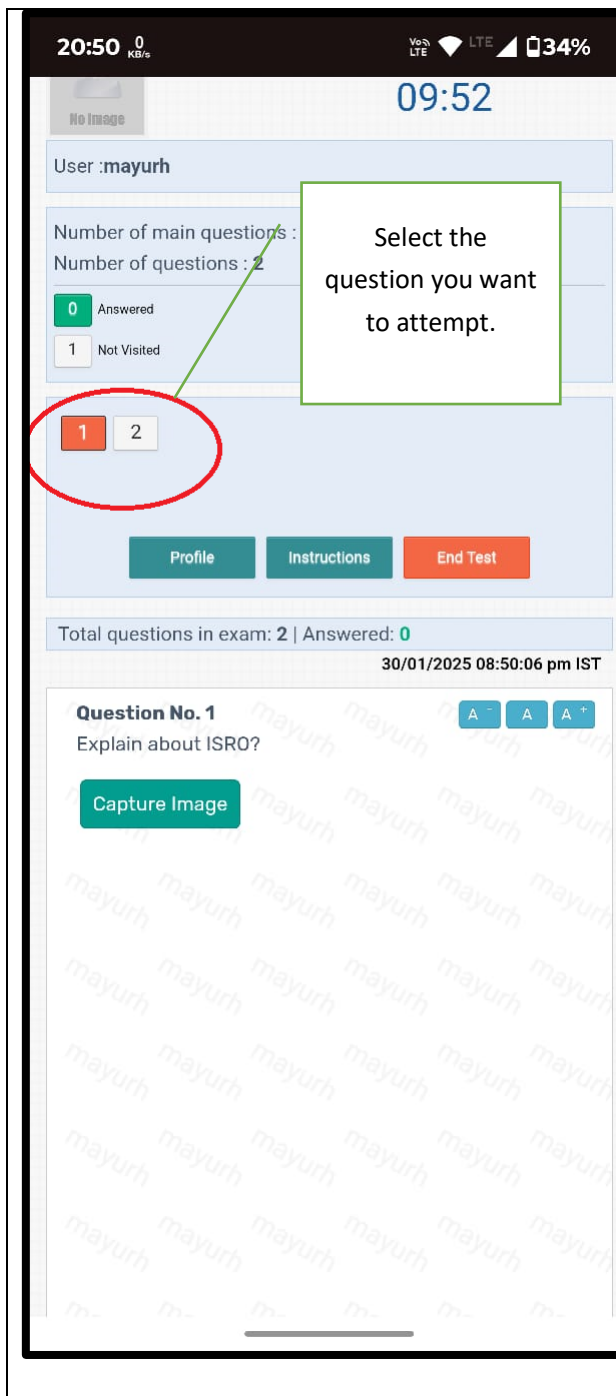 20:50 0 KB/s Vo) LTE LTE 34%
No Image
09:52
User :mayurh
Number of main questions :
Number of questions : 2
0 Answered
1 Not Visited
Select the
question you want
to attempt.
1 2
Profile Instructions End Test
Total questions in exam: 2 | Answered: 0
30/01/2025 08:50:06 pm IST
Question No. 1 A - A A +
Explain about ISRO?
Capture Image
mayurh